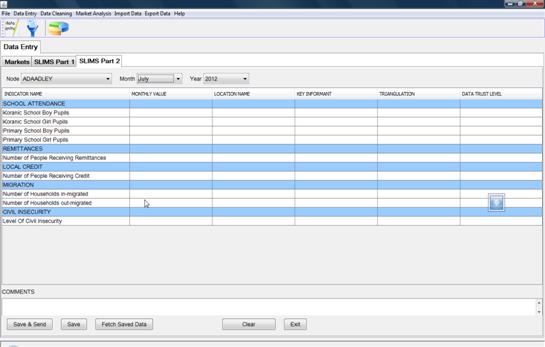 File Data Entry Data Cleaning Market Analysis Import Data Export Data Help
data entry
Data Entry
Markets SLIMS Part 1 SLIMS Part 2
Node ADAADLEY Month July Year 2012
INDICATOR NAME MONTHLY VALUE LOCATION NAME KEY INFORMANT TRIANGULATION DATA TRUST LEVEL
SCHOOL ATTENDANCE
Koranic School Boy Pupils
Koranic School Girl Pupils
Primary School Boy Pupils
Primary School Girl Pupils
REMITTANCES
Number of People Receiving Remittances
LOCAL CREDIT
Number of People Receiving Credit
MIGRATION
Number of Households in-migrated
Number of Households out-migrated
CIVIL INSECURITY
Level Of Civil Insecurity
COMMENTS
Save & Send Save Fetch Saved Data Clear Exit